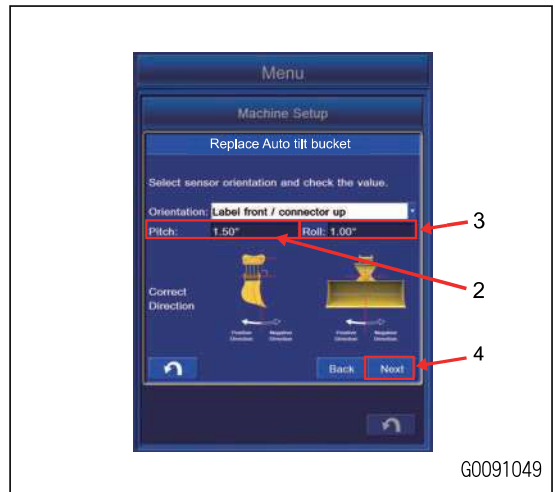 Menu
Machine Setup
Replace Auto tilt bucket
Select sensor orientation and check the value.
Orientation: Label front / connector up
Pitch: 1.50° Roll: 1.00°
3
2
Correct
Direction
Positive Direction Negative Direction Positive Direction Negative Direction
4
Back Next
G0091049